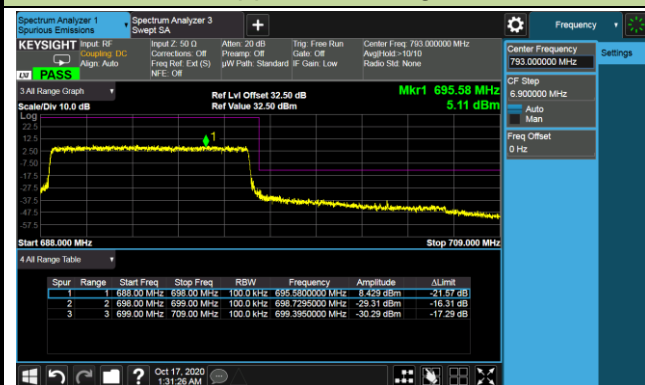 Spectrum Analyzer 1
Spurious Emissions
Spectrum Analyzer 3
Swept SA
+
Frequency
KEYSIGHT
Input: RF
Coupling: DC
Align: Auto
Input Z: 50 Ω
Corrections: Off
Freq Ref: Ext (S)
NFE: Off
Atten: 20 dB
Preamp: Off
µW Path: Standard
Trig: Free Run
Gate: Off
IF Gain: Low
Center Freq: 793.000000 MHz
Avg|Hold:>10/10
Radio Std: None
LXI
PASS
Center Frequency
793.000000 MHz
Settings
CF Step
6.900000 MHz
Auto
Man
Freq Offset
0 Hz
3 All Range Graph
Scale/Div 10.0 dB
Ref Lvl Offset 32.50 dB
Ref Value 32.50 dBm
Mkr1 695.58 MHz
5.11 dBm
Log
22.5
12.5
2.50
-7.50
-17.5
-27.5
-37.5
-47.5
-57.5
1
Start 688.000 MHz
Stop 709.000 MHz
4 All Range Table
Spur Range Start Freq Stop Freq RBW Frequency Amplitude ΔLimit
1 1 688.00 MHz 698.00 MHz 100.0 kHz 695.5800000 MHz 8.429 dBm -21.57 dB
2 2 698.00 MHz 699.00 MHz 100.0 kHz 698.7295000 MHz -29.31 dBm -16.31 dB
3 3 699.00 MHz 709.00 MHz 100.0 kHz 699.3950000 MHz -30.29 dBm -17.29 dB
?
Oct 17, 2020
1:31:26 AM